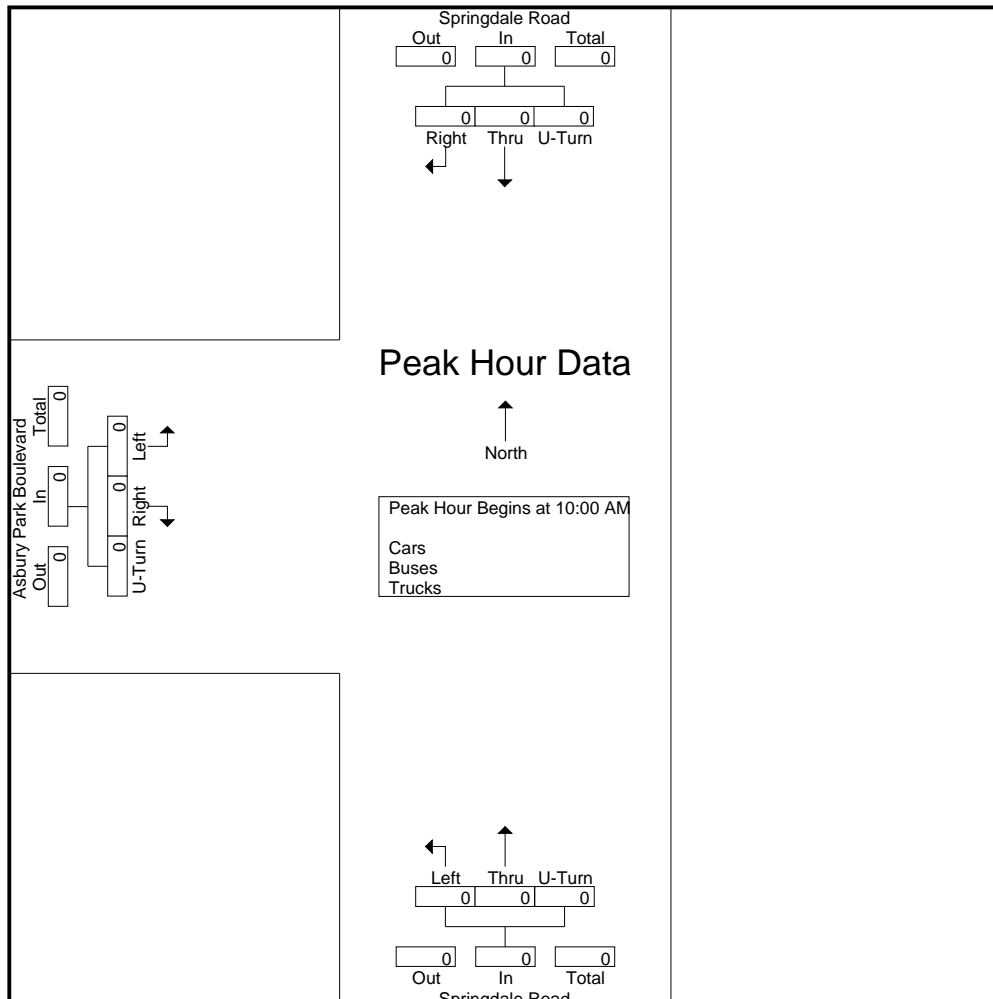 Springdale Road
Out In Total
0 0 0
0 0 0
Right Thru U-Turn
Peak Hour Data
North
Asbury Park Boulevard
Out In Total
0 0 0
0 0 0
U-Turn Right Left
Peak Hour Begins at 10:00 AM
Cars
Buses
Trucks
Left Thru U-Turn
0 0 0
0 0 0
Out In Total
Springdale Road